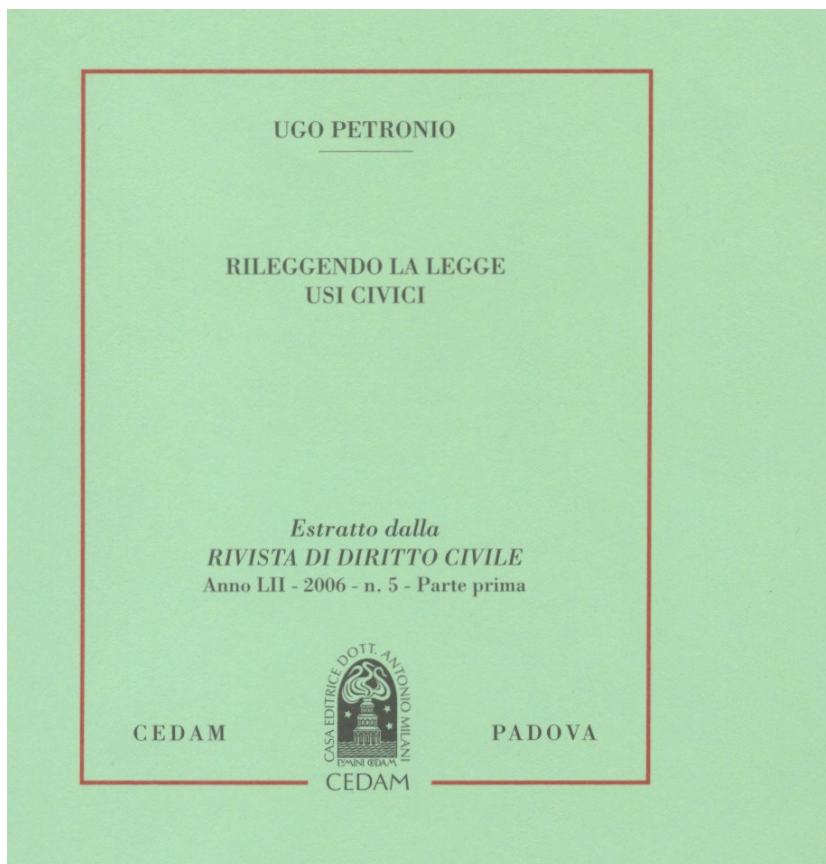 UGO PETRONIO
RILEGGENDO LA LEGGE
USI CIVICI
Estratto dalla
RIVISTA DI DIRITTO CIVILE
Anno LII - 2006 - n. 5 - Parte prima
CEDAM
CASA EDITRICE DOTT. ANTONIO MILANI
CEDAM
PADOVA